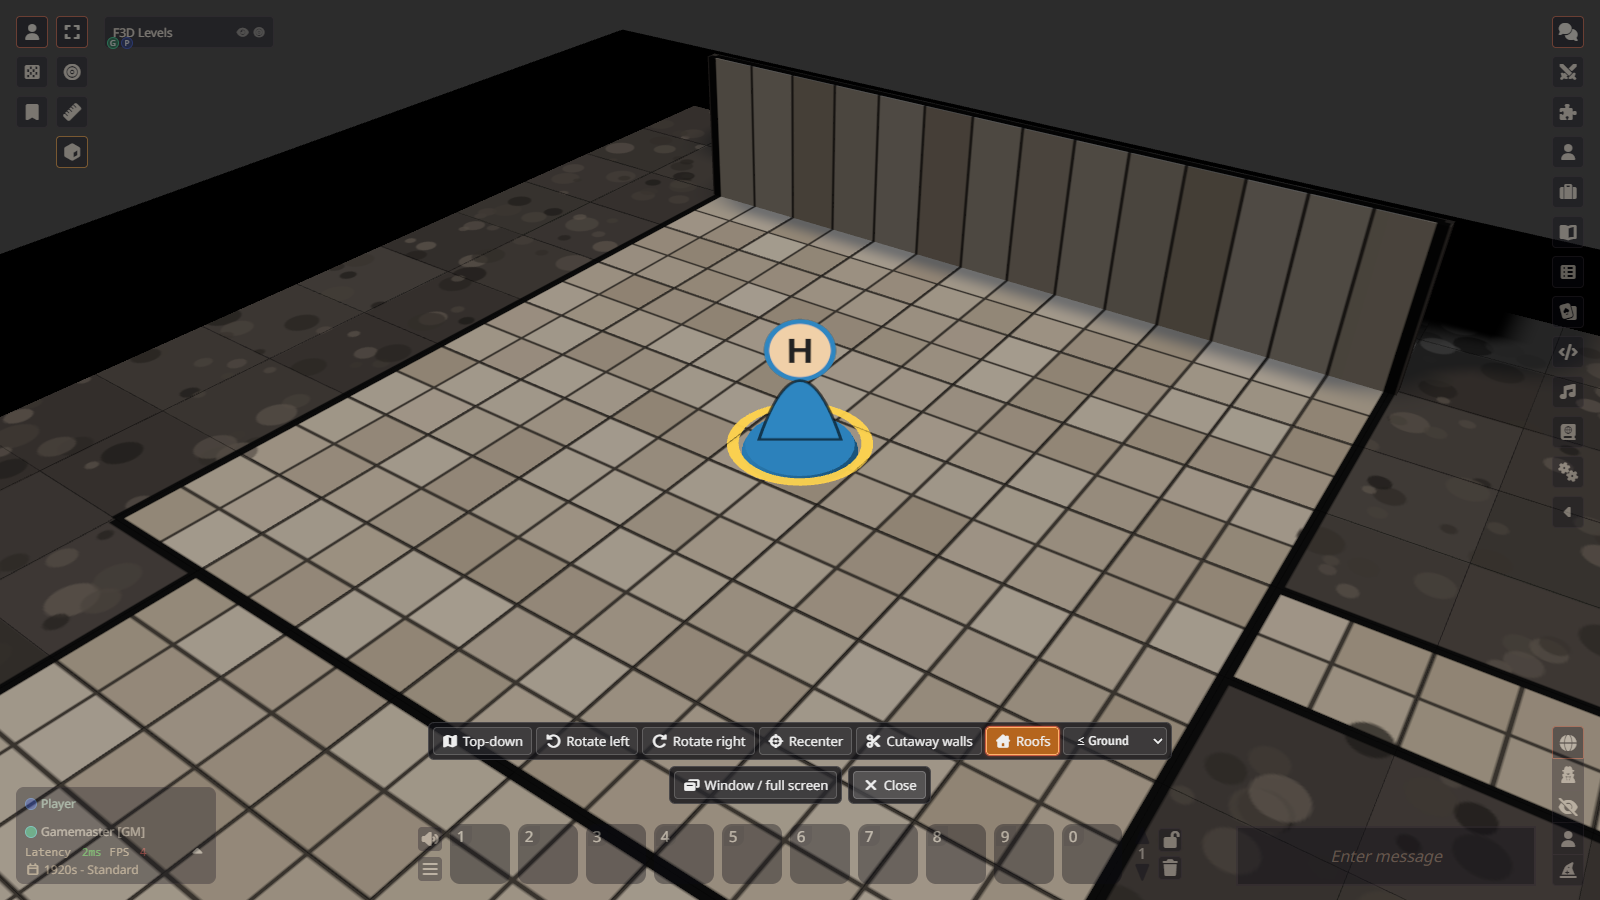 F3D Levels
G P
H
Top-down
Rotate left
Rotate right
Recenter
Cutaway walls
Roofs
≤ Ground
Window / full screen
Close
Player
Gamemaster [GM]
Latency 2ms FPS 4
1920s - Standard
1 2 3 4 5 6 7 8 9 0
1
Enter message